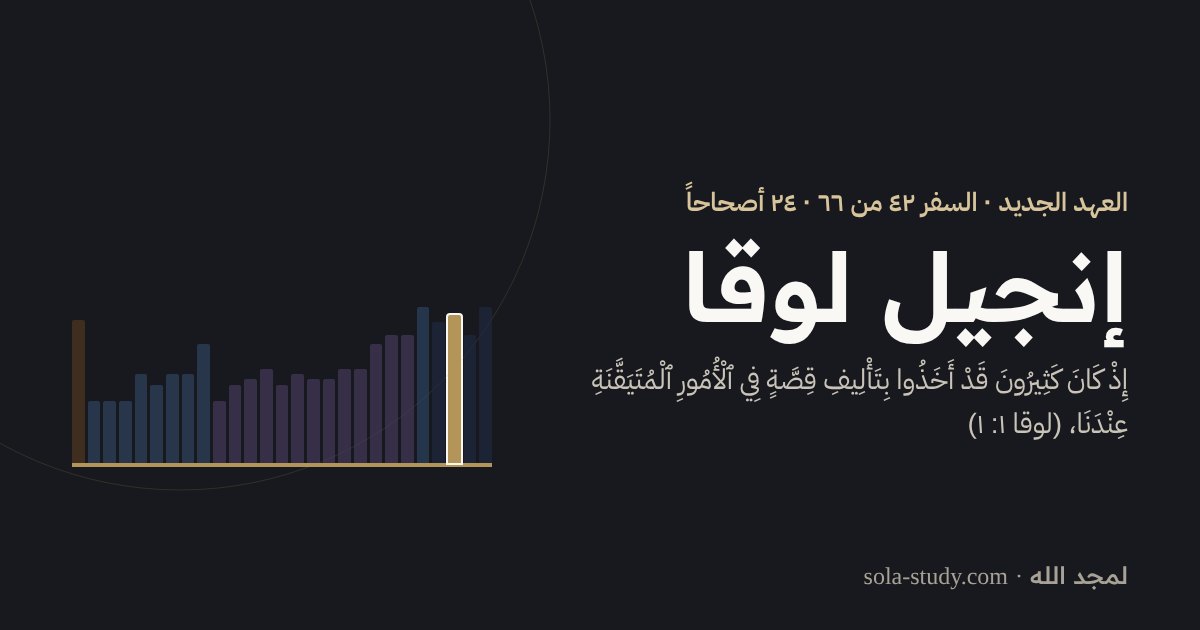 العهد الجديد · السفر ٤٢ من ٦٦ · ٢٤ أصحاحاً
إنجيل لوقا
إِذْ كَانَ كَثِيرُونَ قَدْ أَخَذُوا بِتَأْلِيفِ قِصَّةٍ فِي ٱلْأُمُورِ ٱلْمُتَيَقَّنَةِ
عِنْدَنَا، (لوقا ١: ١)
لمجد الله · sola-study.com